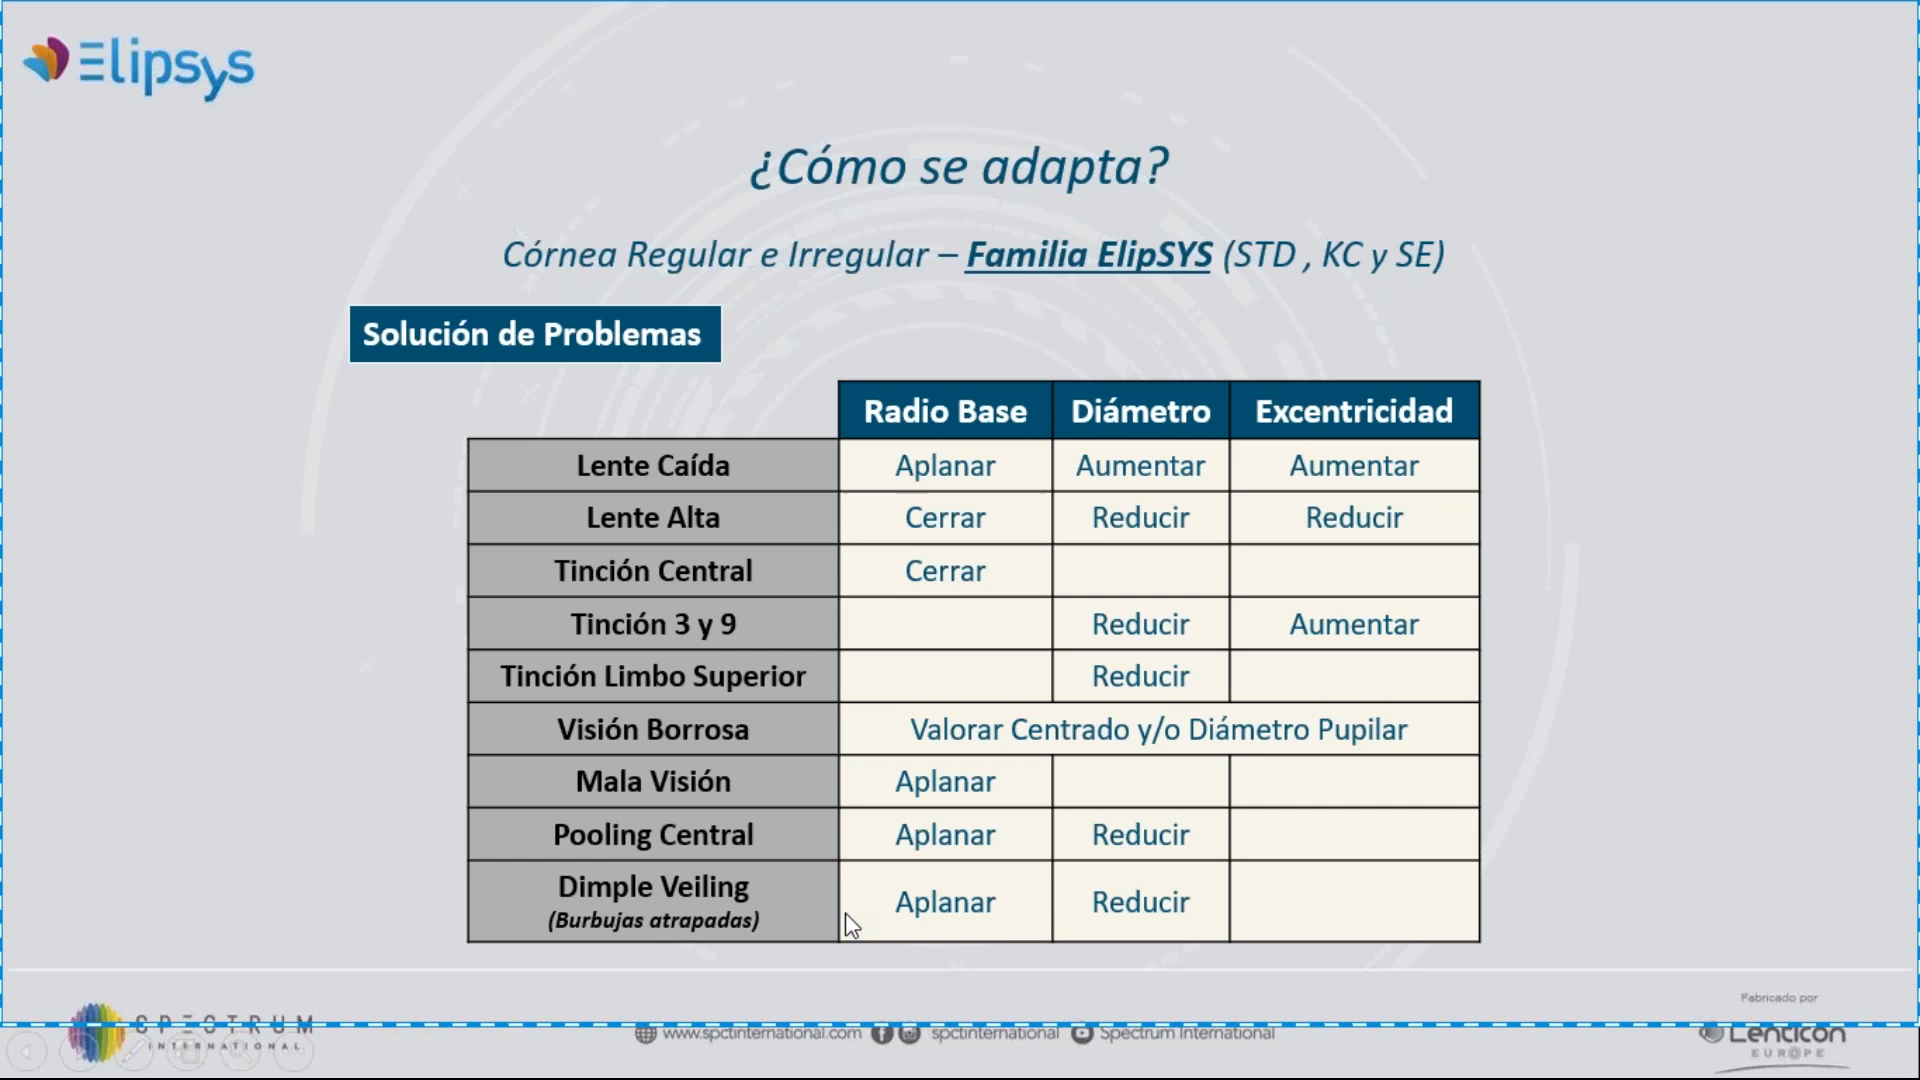 Elipsys
¿Cómo se adapta?
Córnea Regular e Irregular – Familia ElipSYS (STD , KC y SE)
Solución de Problemas
Radio Base Diámetro Excentricidad
Lente Caída Aplanar Aumentar Aumentar
Lente Alta Cerrar Reducir Reducir
Tinción Central Cerrar
Tinción 3 y 9 Reducir Aumentar
Tinción Limbo Superior Reducir
Visión Borrosa Valorar Centrado y/o Diámetro Pupilar
Mala Visión Aplanar
Pooling Central Aplanar Reducir
Dimple Veiling Aplanar Reducir
(Burbujas atrapadas)
Fabricado por
SPECTRUM
INTERNATIONAL
www.spctinternational.com spctinternational Spectrum International
Lenticon
EUROPE